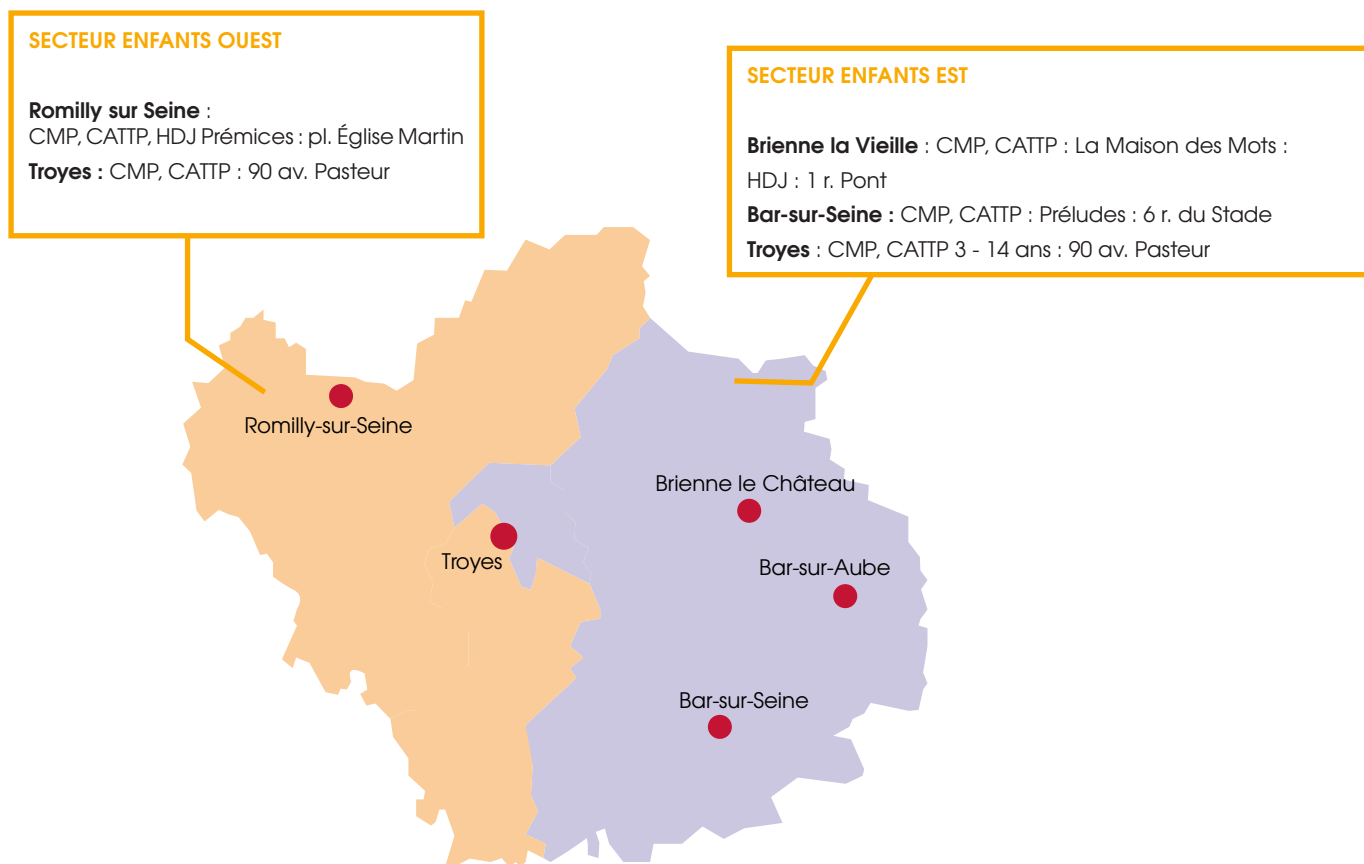 SECTEUR ENFANTS OUEST
Romilly sur Seine :
CMP, CATTP, HDJ Prémices : pl. Église Martin
Troyes : CMP, CATTP : 90 av. Pasteur
SECTEUR ENFANTS EST
Brienne la Vieille : CMP, CATTP : La Maison des Mots :
HDJ : 1 r. Pont
Bar-sur-Seine : CMP, CATTP : Préludes : 6 r. du Stade
Troyes : CMP, CATTP 3 - 14 ans : 90 av. Pasteur
Romilly-sur-Seine
Brienne le Château
Troyes
Bar-sur-Aube
Bar-sur-Seine